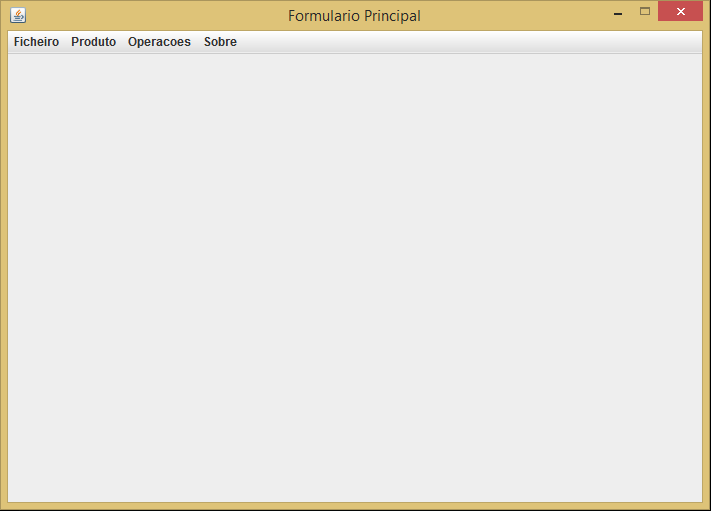 Formulario Principal
Ficheiro Produto Operacoes Sobre